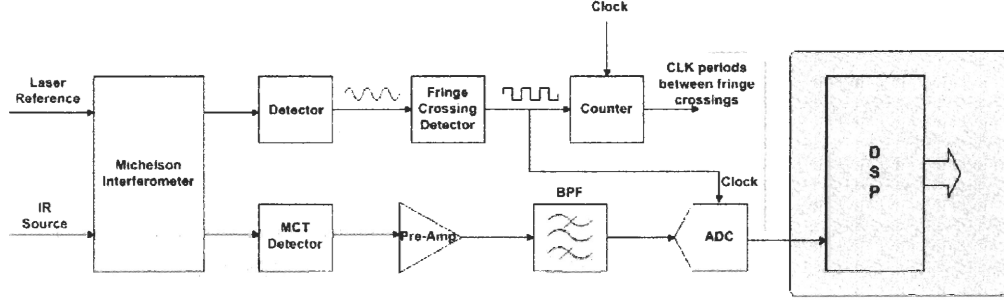 Clock
Laser
Reference
Michelson
Interferometer
IR
Source
Detector
Fringe
Crossing
Detector
Counter
CLK periods
between fringe
crossings
MCT
Detector
Pre-Amp
BPF
Clock
ADC
D
S
P